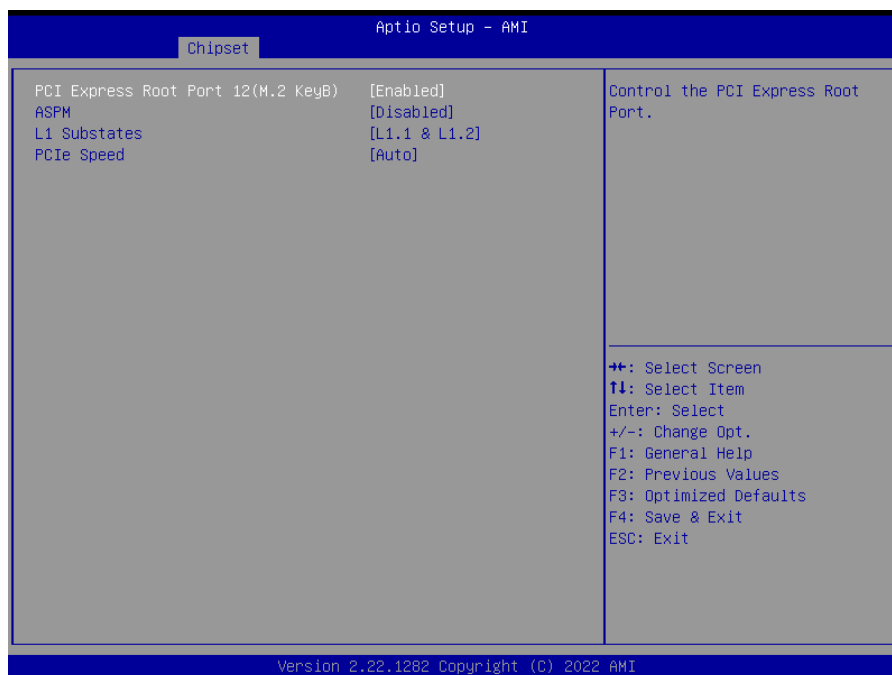 Aptio Setup – AMI
Chipset
PCI Express Root Port 12(M.2 KeyB) [Enabled]
ASPM [Disabled]
L1 Substates [L1.1 & L1.2]
PCIe Speed [Auto]
Control the PCI Express Root
Port.
→←: Select Screen
↑↓: Select Item
Enter: Select
+/-: Change Opt.
F1: General Help
F2: Previous Values
F3: Optimized Defaults
F4: Save & Exit
ESC: Exit
Version 2.22.1282 Copyright (C) 2022 AMI